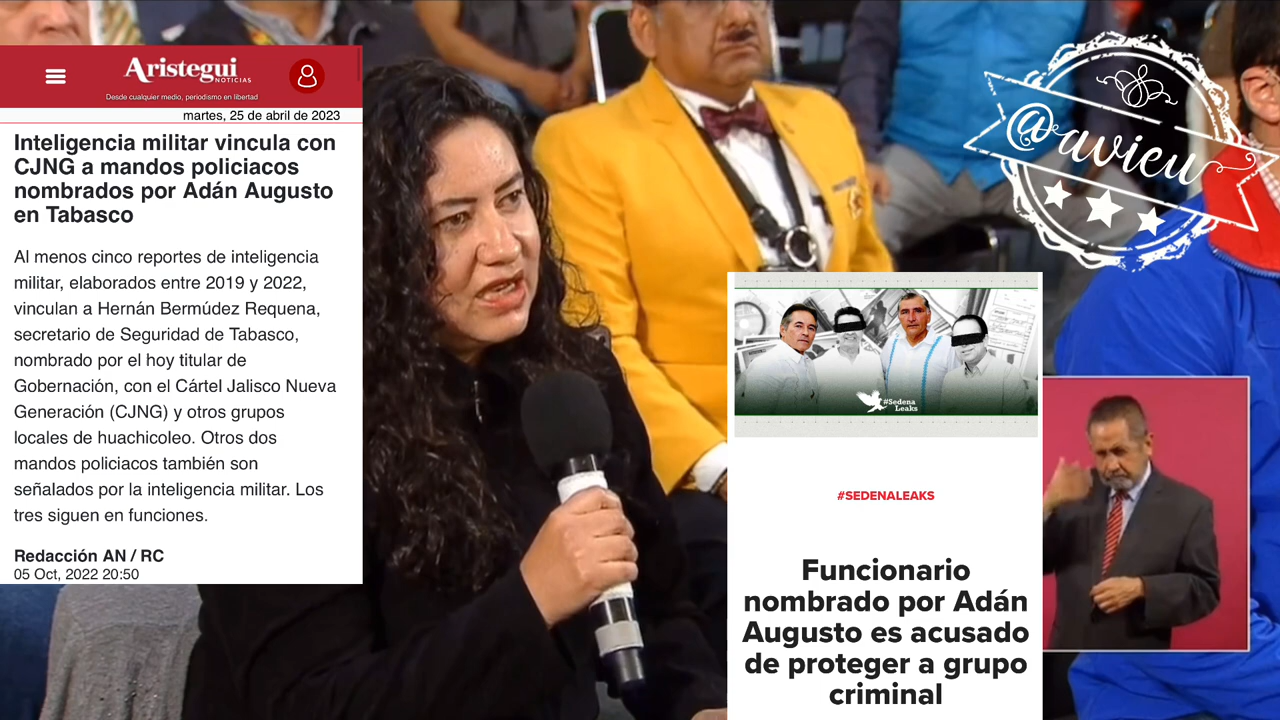 Aristegui
NOTICIAS
Desde cualquier medio, periodismo en libertad
martes, 25 de abril de 2023
Inteligencia militar vincula con
CJNG a mandos policiacos
nombrados por Adán Augusto
en Tabasco
Al menos cinco reportes de inteligencia
militar, elaborados entre 2019 y 2022,
vinculan a Hernán Bermúdez Requena,
secretario de Seguridad de Tabasco,
nombrado por el hoy titular de
Gobernación, con el Cártel Jalisco Nueva
Generación (CJNG) y otros grupos
locales de huachicoleo. Otros dos
mandos policiacos también son
señalados por la inteligencia militar. Los
tres siguen en funciones.
Redacción AN / RC
05 Oct, 2022 20:50
@avieu
#Sedena
Leaks
#SEDENALEAKS
Funcionario
nombrado por Adán
Augusto es acusado
de proteger a grupo
criminal